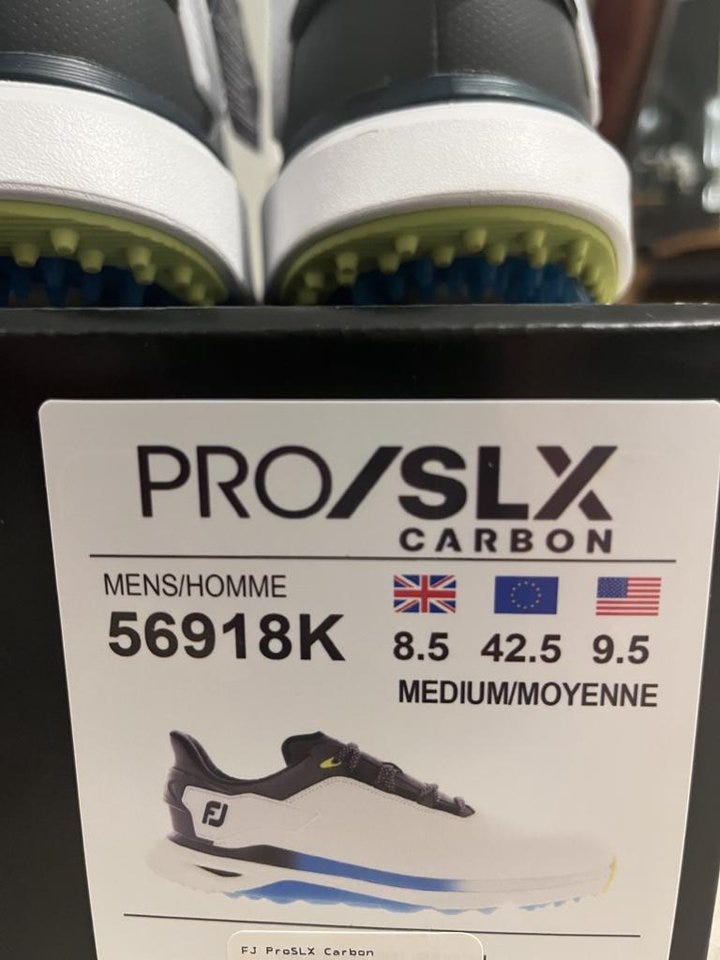 PRO/SLX
CARBON
MENS/HOMME
56918K
8.5 42.5 9.5
MEDIUM/MOYENNE
FJ
FJ ProSLX Carbon